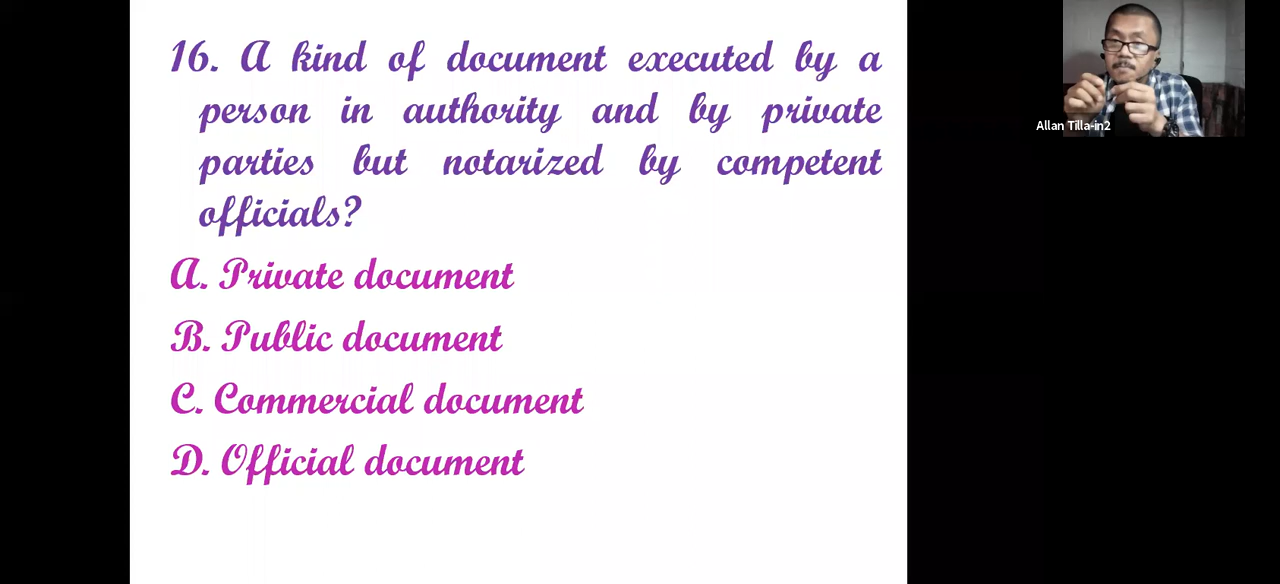 16. A kind of document executed by a
person in authority and by private
parties but notarized by competent
officials?
A. Private document
B. Public document
C. Commercial document
D. Official document
Allan Tilla-in2